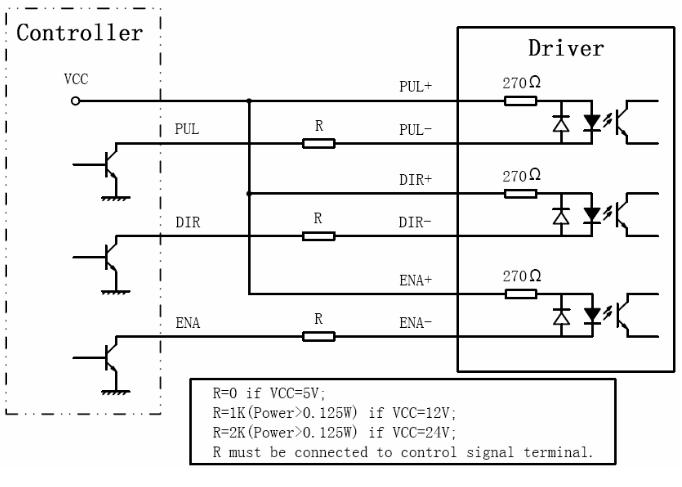 Controller
Driver
VCC
PUL+
270Ω
PUL
R
PUL-
DIR+
270Ω
DIR
R
DIR-
ENA+
270Ω
ENA
R
ENA-
R=0 if VCC=5V;
R=1K(Power>0.125W) if VCC=12V;
R=2K(Power>0.125W) if VCC=24V;
R must be connected to control signal terminal.